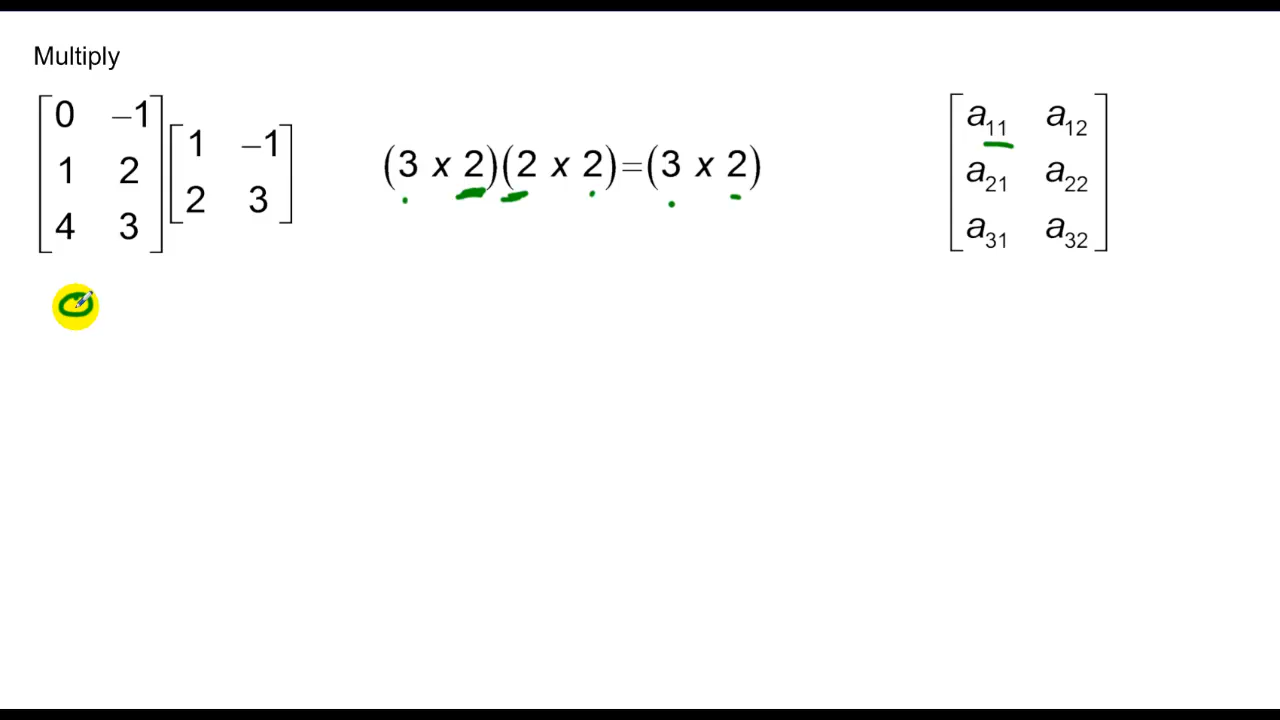 Multiply
[0 −1
1 2
4 3] [1 −1
2 3]
(3 x 2)(2 x 2)=(3 x 2)
[a11 a12
a21 a22
a31 a32]